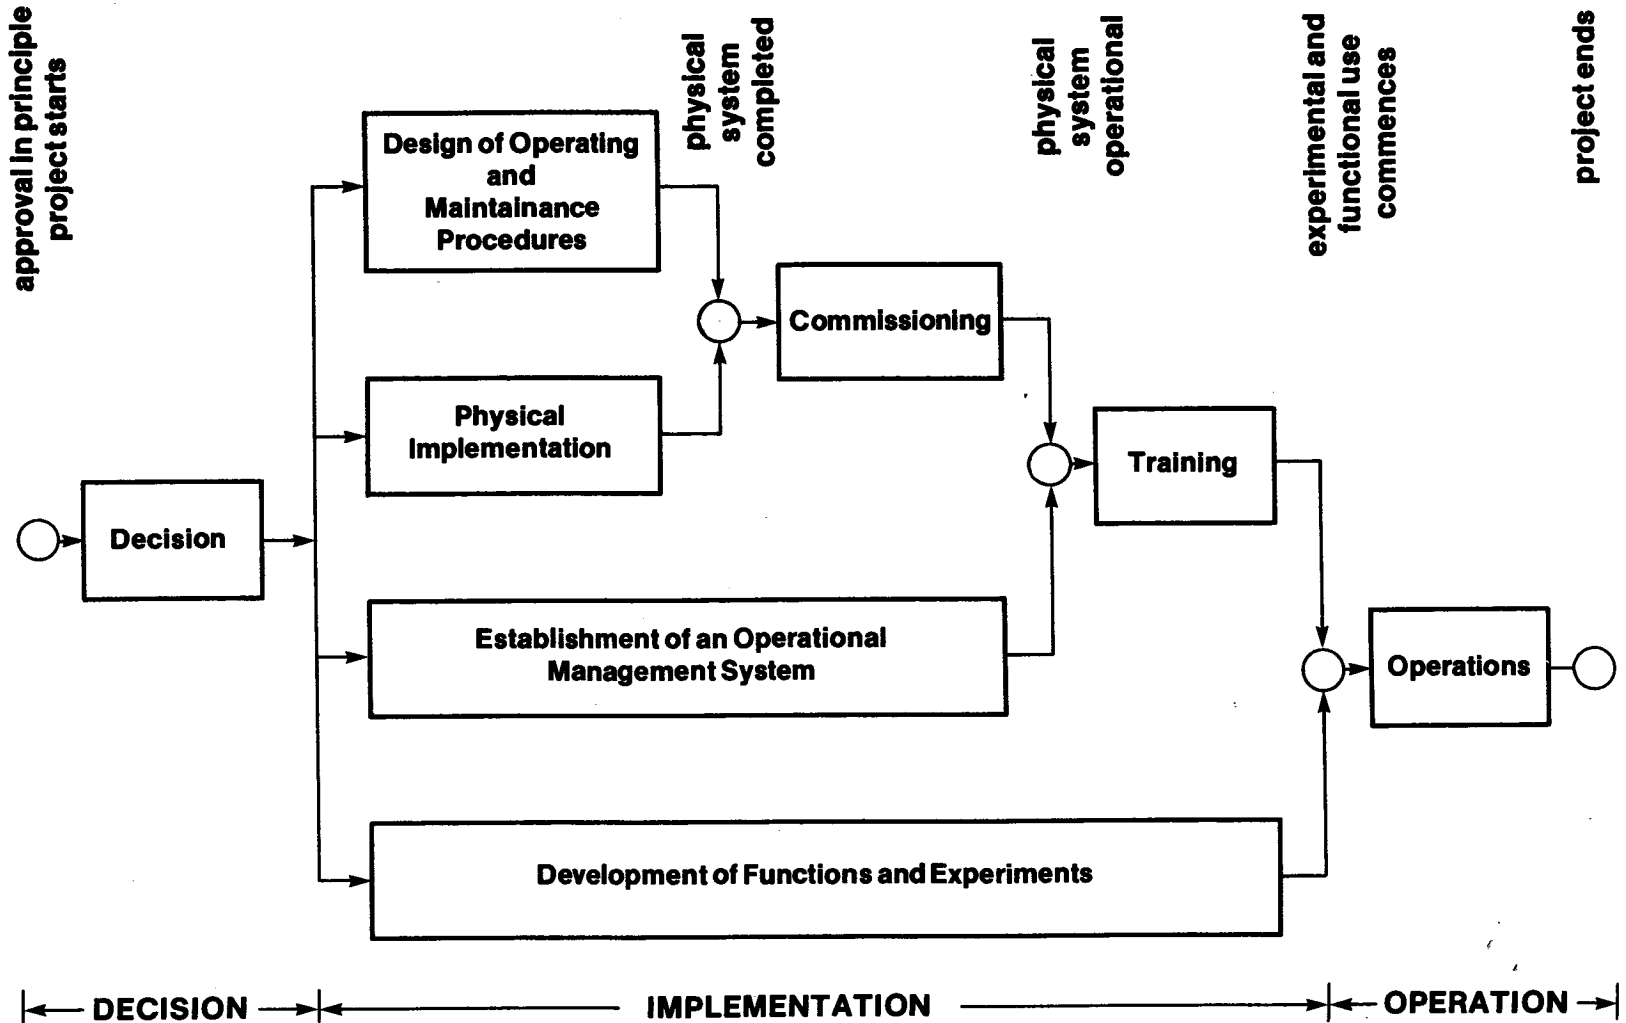 approval in principle
project starts
physical
system
completed
physical
system
operational
experimental and
functional use
commences
project ends
Design of Operating
and
Maintainance
Procedures
Commissioning
Physical
Implementation
Training
Decision
Establishment of an Operational
Management System
Operations
Development of Functions and Experiments
DECISION
IMPLEMENTATION
OPERATION